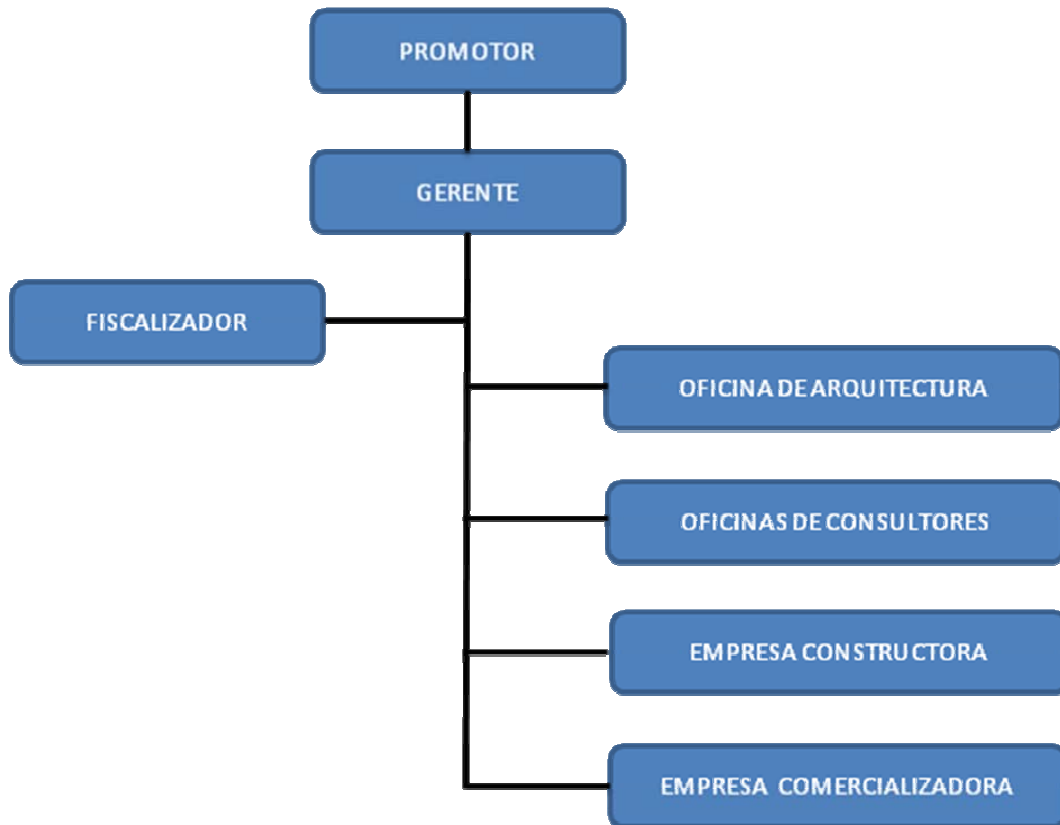 PROMOTOR
GERENTE
FISCALIZADOR
OFICINA DE ARQUITECTURA
OFICINAS DE CONSULTORES
EMPRESA CONSTRUCTORA
EMPRESA COMERCIALIZADORA